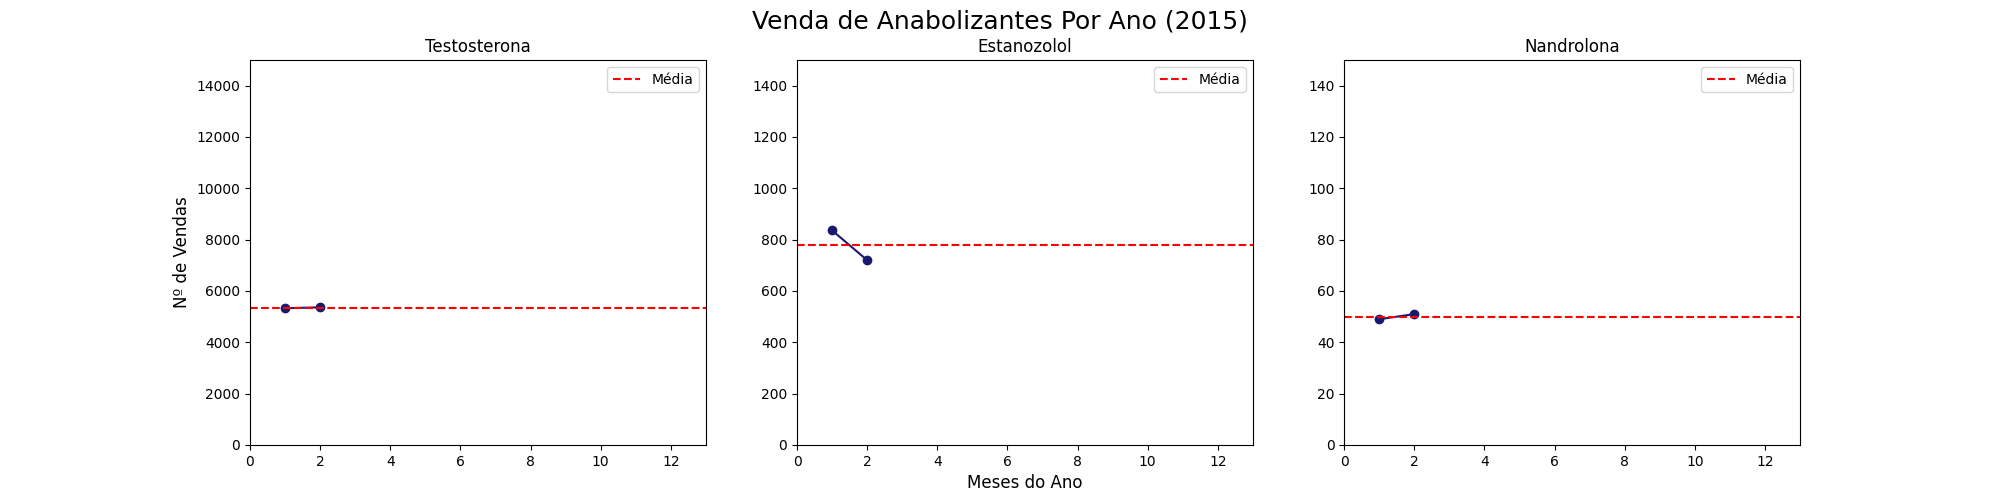 Venda de Anabolizantes Por Ano (2015)
Testosterona
Estanozolol
Nandrolona
Nº de Vendas
14000
12000
10000
8000
6000
4000
2000
0
0 2 4 6 8 10 12
Média
1400
1200
1000
800
600
400
200
0
0 2 4 6 8 10 12
Média
140
120
100
80
60
40
20
0
0 2 4 6 8 10 12
Média
Meses do Ano